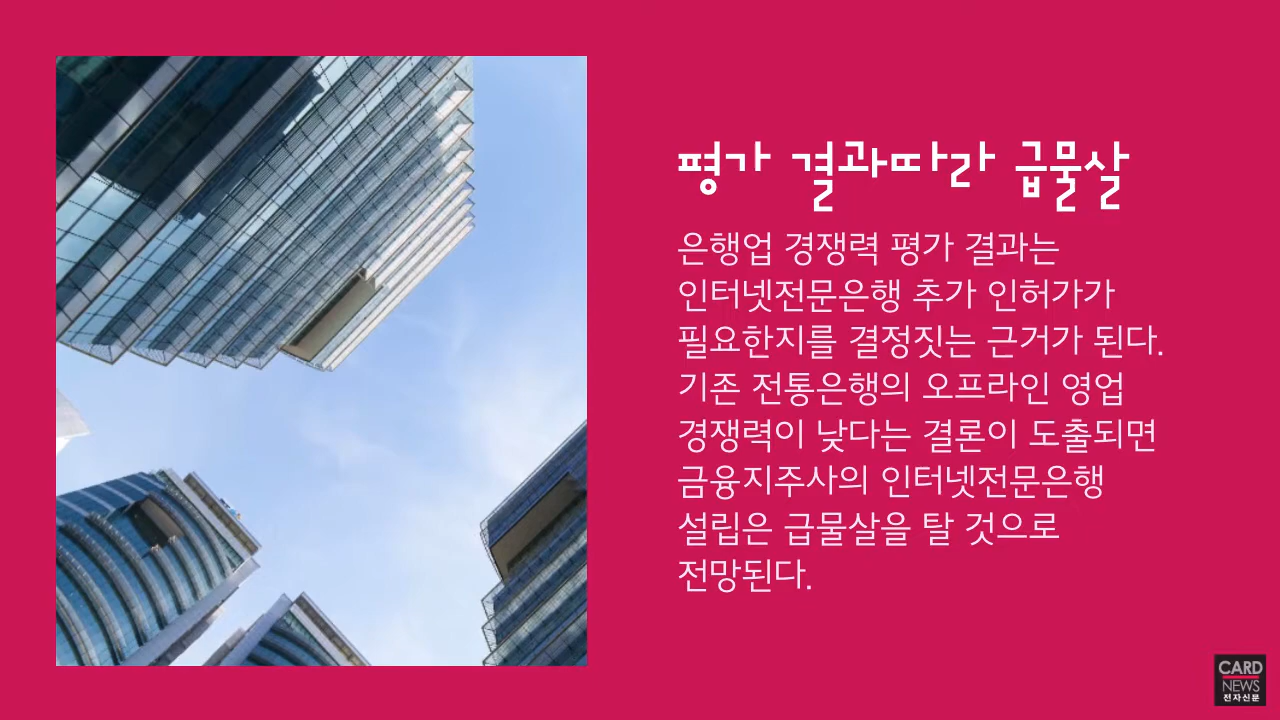 평가 결과따라 급물살
은행업 경쟁력 평가 결과는
인터넷전문은행 추가 인허가가
필요한지를 결정짓는 근거가 된다.
기존 전통은행의 오프라인 영업
경쟁력이 낮다는 결론이 도출되면
금융지주사의 인터넷전문은행
설립은 급물살을 탈 것으로
전망된다.
CARD
NEWS
전자신문